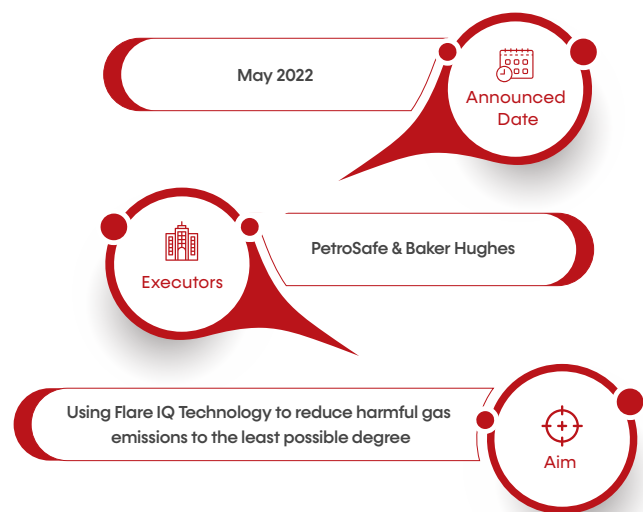 May 2022
Announced
Date
Executors
PetroSafe & Baker Hughes
Using Flare IQ Technology to reduce harmful gas
emissions to the least possible degree
Aim